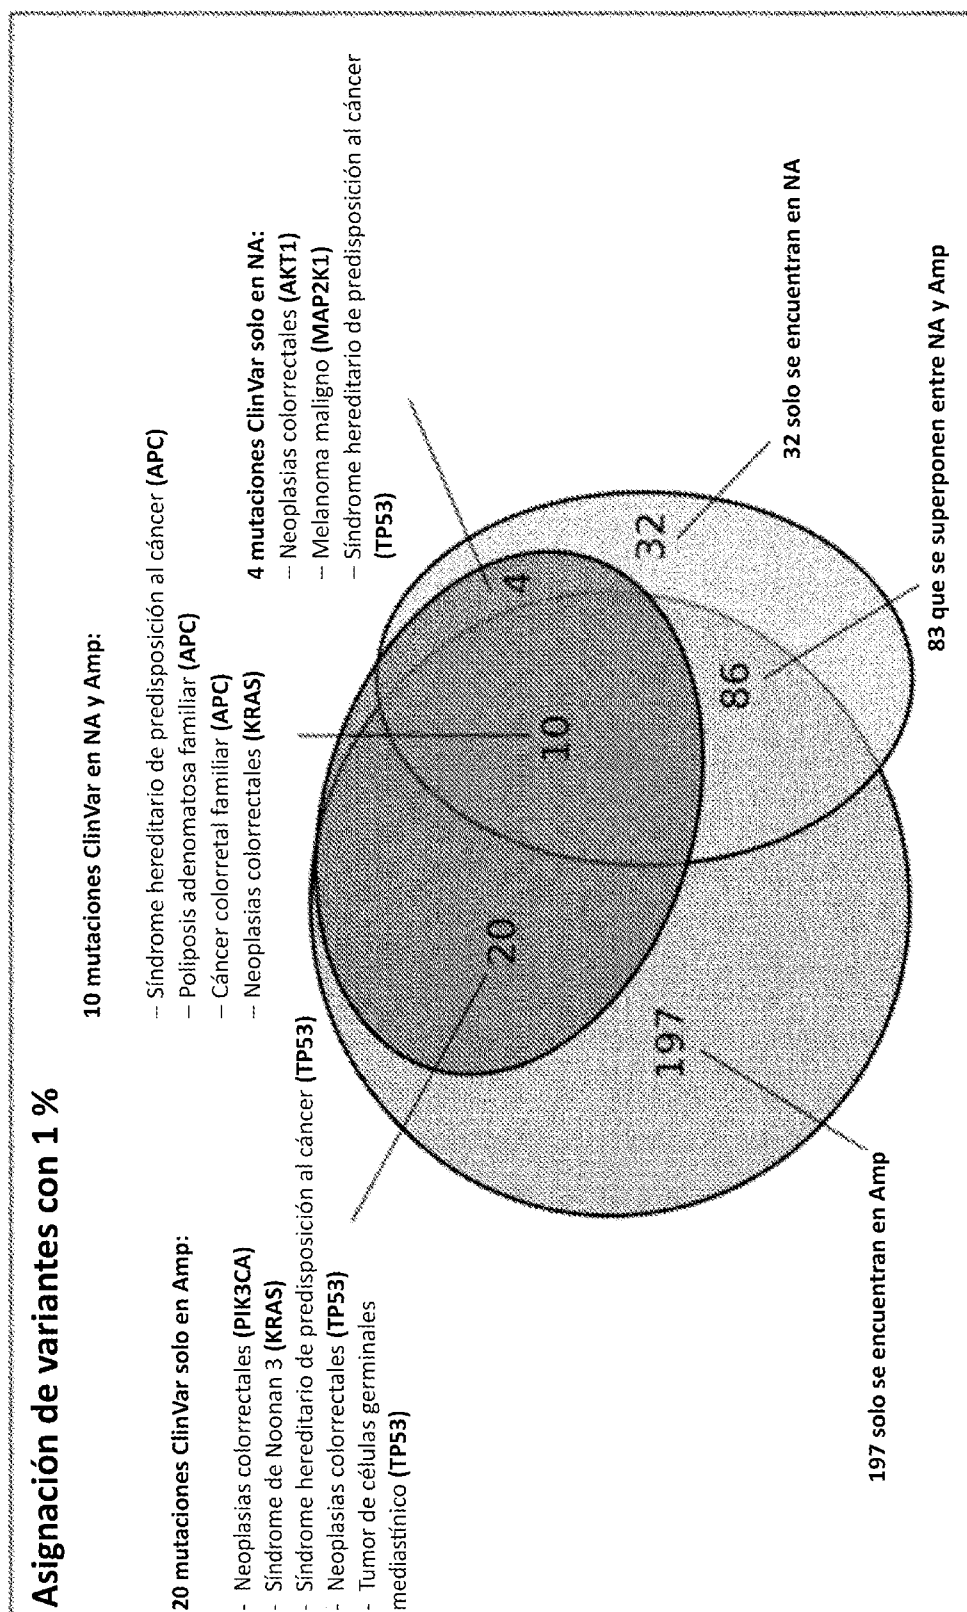 Asignación de variantes con 1 %
20 mutaciones ClinVar solo en Amp:
- Neoplasias colorrectales (PIK3CA)
- Síndrome de Noonan 3 (KRAS)
- Síndrome hereditario de predisposición al cáncer (TP53)
- Neoplasias colorrectales (TP53)
- Tumor de células germinales
mediastínico (TP53)
10 mutaciones ClinVar en NA y Amp:
– Síndrome hereditario de predisposición al cáncer (APC)
– Poliposis adenomatosa familiar (APC)
– Cáncer colorretal familiar (APC)
– Neoplasias colorrectales (KRAS)
4 mutaciones ClinVar solo en NA:
– Neoplasias colorrectales (AKT1)
– Melanoma maligno (MAP2K1)
– Síndrome hereditario de predisposición al cáncer
(TP53)
20
10
4
197
86
32
197 solo se encuentran en Amp
83 que se superponen entre NA y Amp
32 solo se encuentran en NA